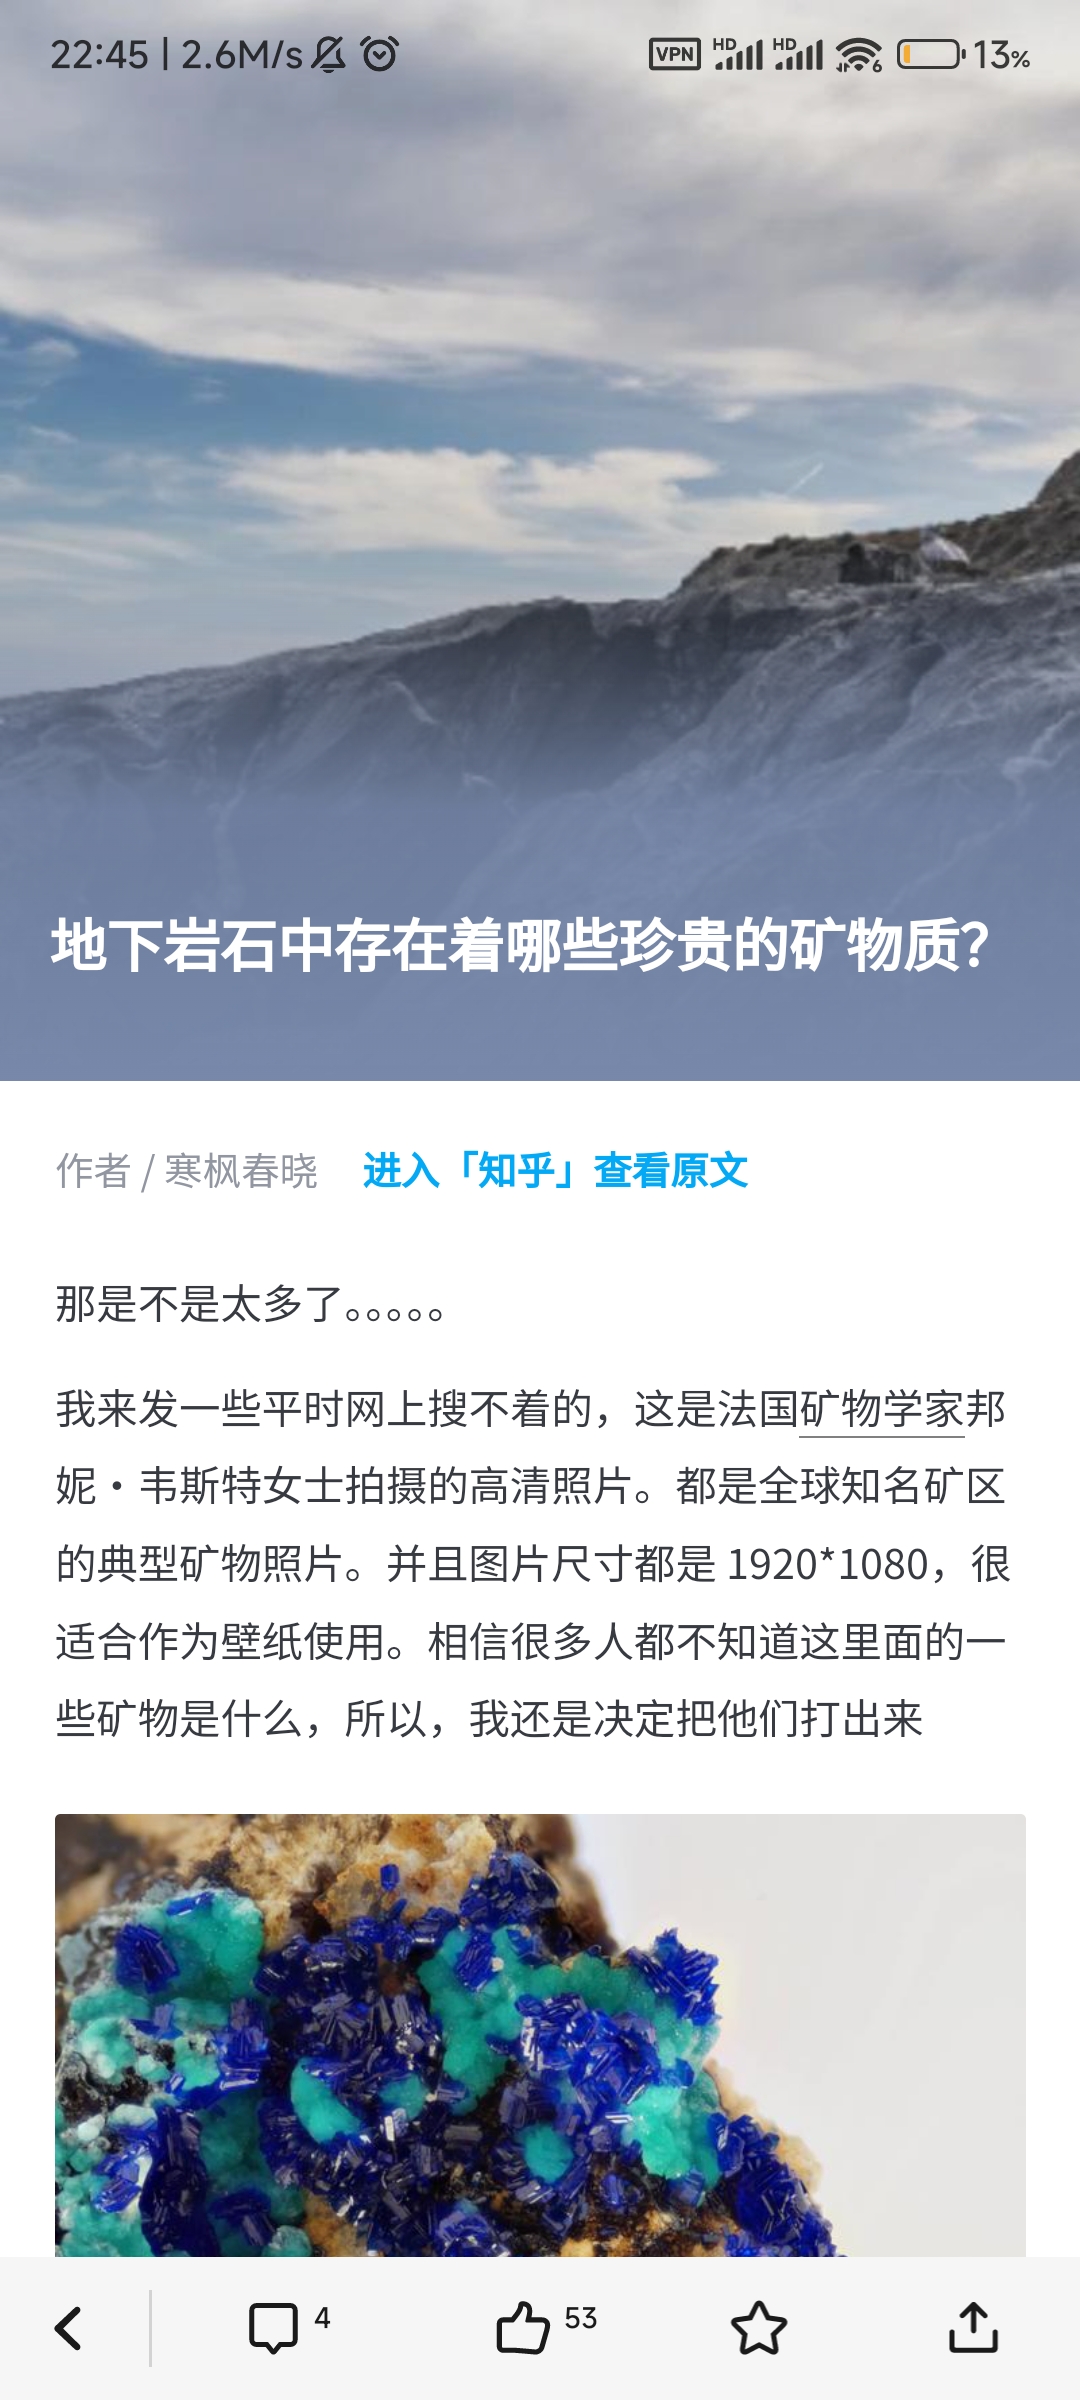 22:45 | 2.6M/s VPN HD HD 6 13%
地下岩石中存在着哪些珍贵的矿物质?
作者 / 寒枫春晓 进入「知乎」查看原文
那是不是太多了。。。。。
我来发一些平时网上搜不着的，这是法国矿物学家邦
妮·韦斯特女士拍摄的高清照片。都是全球知名矿区
的典型矿物照片。并且图片尺寸都是 1920*1080，很
适合作为壁纸使用。相信很多人都不知道这里面的一
些矿物是什么，所以，我还是决定把他们打出来
4 53